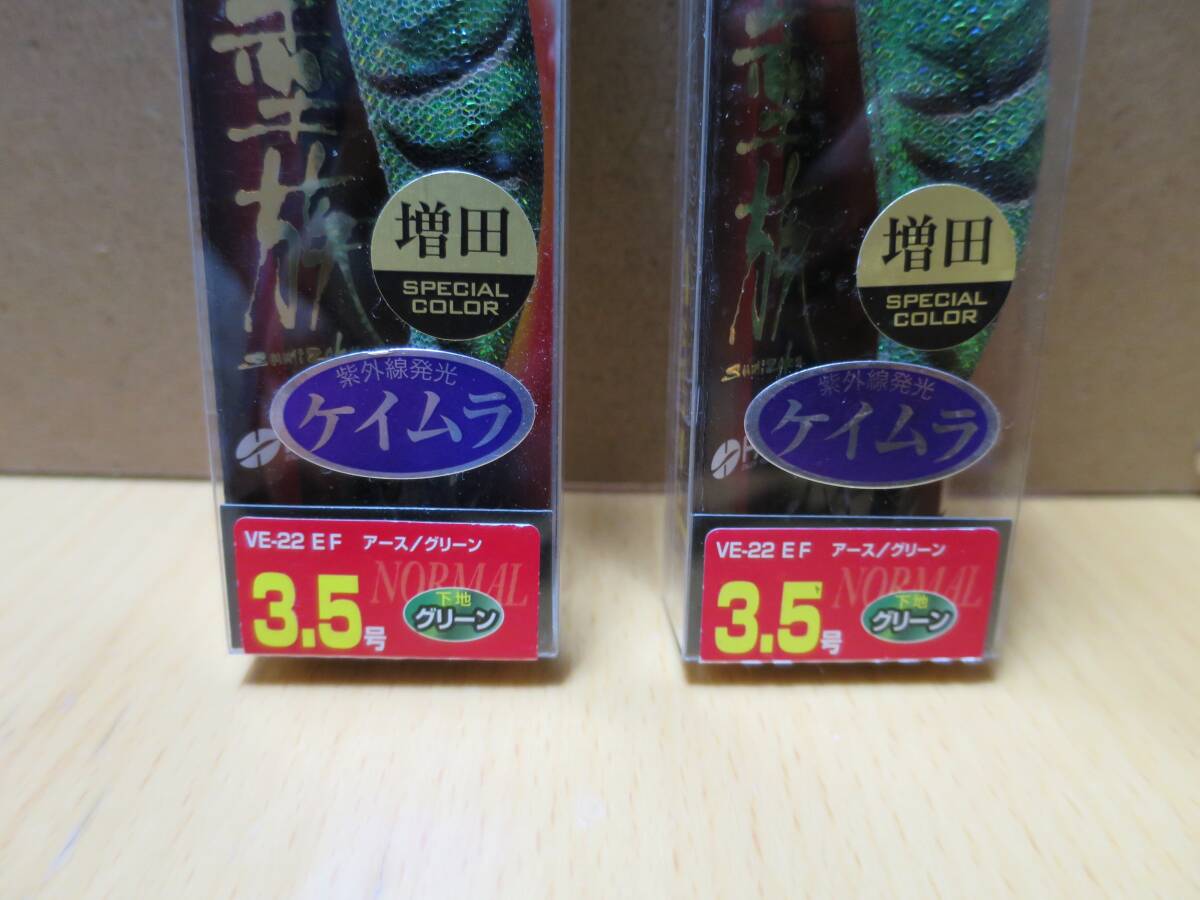 増田
SPECIAL
COLOR
紫外線発光
ケイムラ
VE-22 EF アース/グリーン
NORMAL
3.5号
下地
グリーン
増田
SPECIAL
COLOR
紫外線発光
ケイムラ
VE-22 EF アース/グリーン
NORMAL
3.5号
下地
グリーン